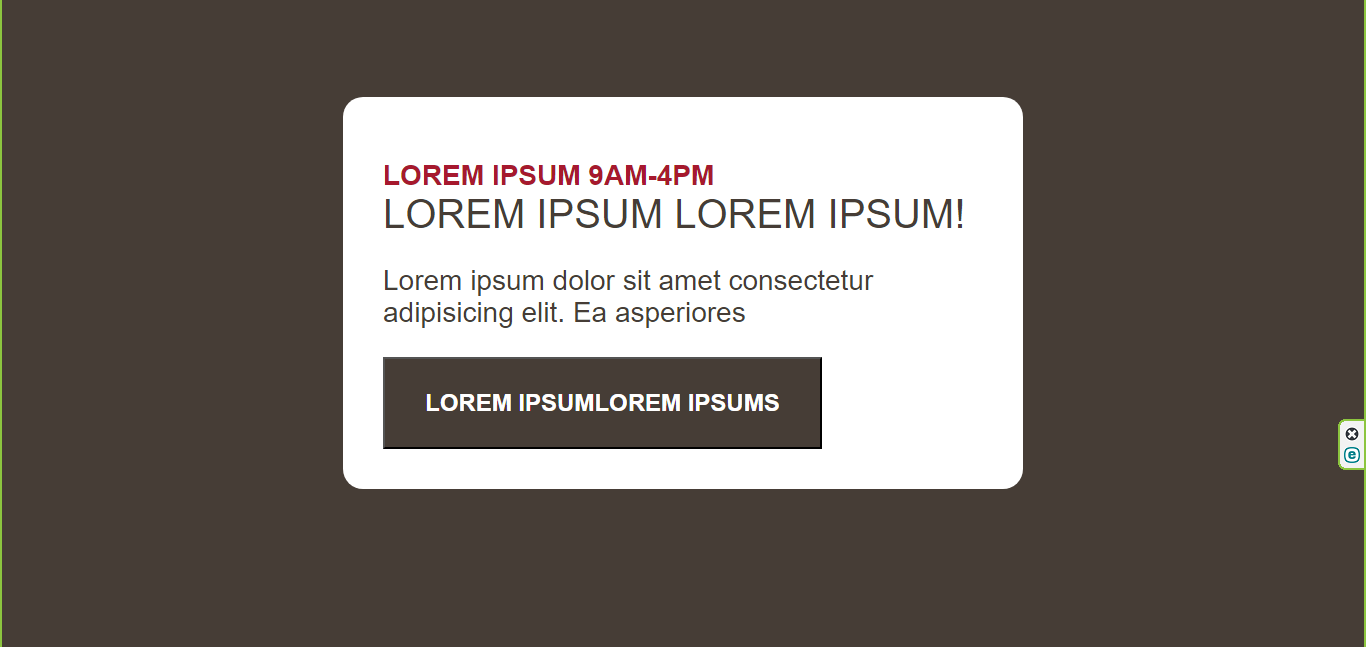 LOREM IPSUM 9AM-4PM
LOREM IPSUM LOREM IPSUM!
Lorem ipsum dolor sit amet consectetur
adipisicing elit. Ea asperiores
LOREM IPSUMLOREM IPSUMS
e